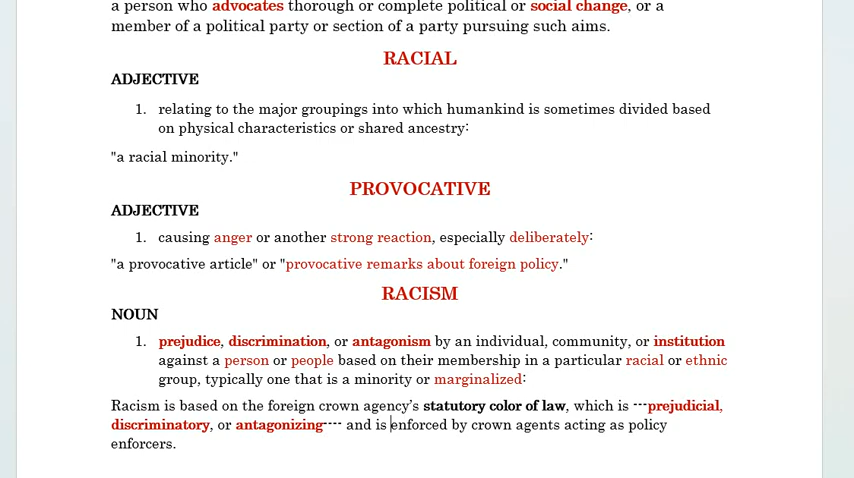 a person who advocates thorough or complete political or social change, or a
member of a political party or section of a party pursuing such aims.
RACIAL
ADJECTIVE
1. relating to the major groupings into which humankind is sometimes divided based
on physical characteristics or shared ancestry:
"a racial minority."
PROVOCATIVE
ADJECTIVE
1. causing anger or another strong reaction, especially deliberately:
"a provocative article" or "provocative remarks about foreign policy."
RACISM
NOUN
1. prejudice, discrimination, or antagonism by an individual, community, or institution
against a person or people based on their membership in a particular racial or ethnic
group, typically one that is a minority or marginalized:
Racism is based on the foreign crown agency’s statutory color of law, which is ---prejudicial,
discriminatory, or antagonizing---- and is enforced by crown agents acting as policy
enforcers.